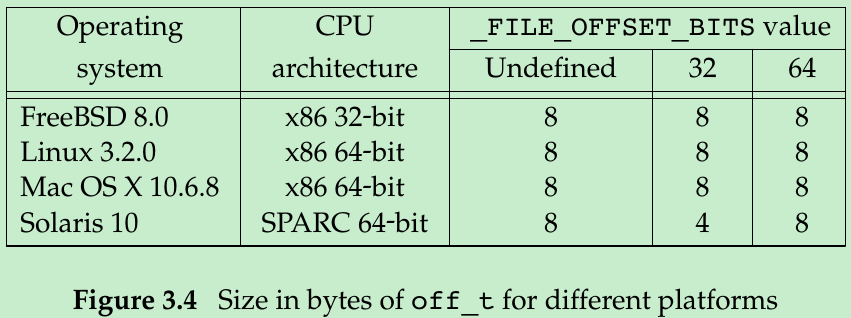 Operating system CPU architecture _FILE_OFFSET_BITS value
Undefined 32 64
FreeBSD 8.0 x86 32-bit 8 8 8
Linux 3.2.0 x86 64-bit 8 8 8
Mac OS X 10.6.8 x86 64-bit 8 8 8
Solaris 10 SPARC 64-bit 8 4 8
Figure 3.4 Size in bytes of off_t for different platforms